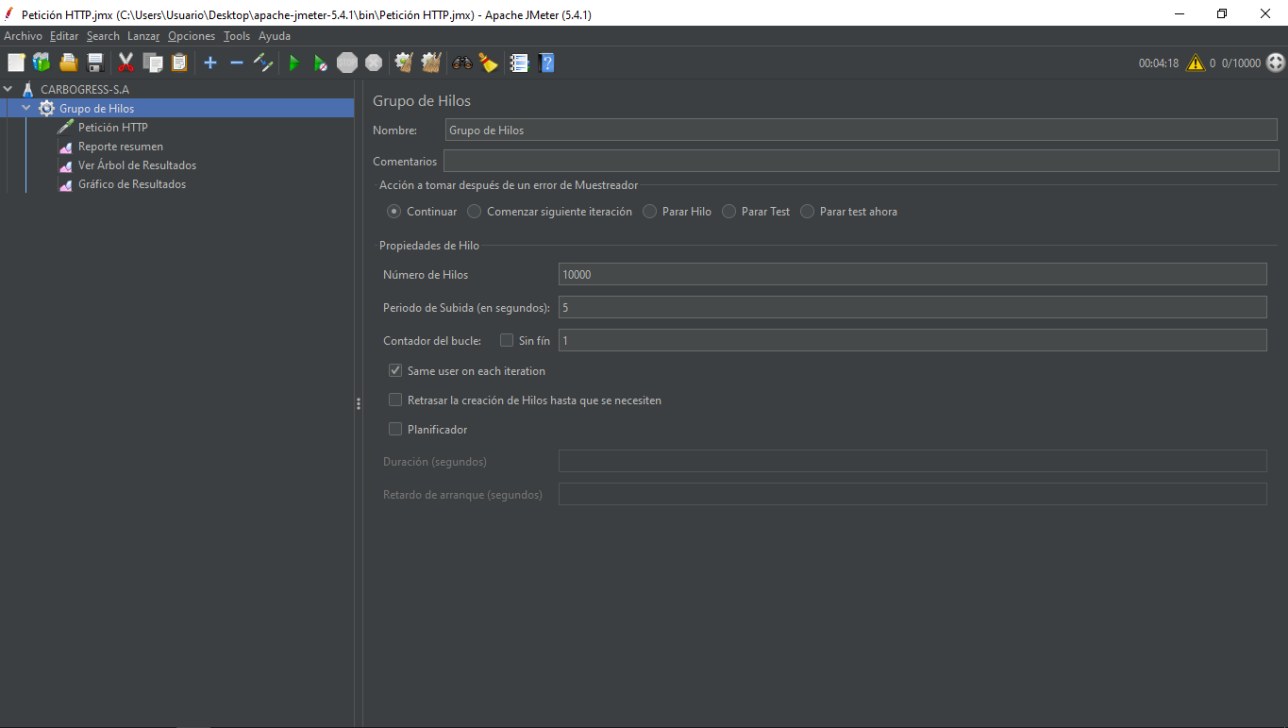 Petición HTTP.jmx (C:\Users\Usuario\Desktop\apache-jmeter-5.4.1\bin\Petición HTTP.jmx) - Apache JMeter (5.4.1)
Archivo Editar Search Lanzar Opciones Tools Ayuda
00:04:18 0 0/10000
CARBOGRESS-S.A
Grupo de Hilos
Petición HTTP
Reporte resumen
Ver Árbol de Resultados
Gráfico de Resultados
Grupo de Hilos
Nombre: Grupo de Hilos
Comentarios
Acción a tomar después de un error de Muestreador
Continuar Comenzar siguiente iteración Parar Hilo Parar Test Parar test ahora
Propiedades de Hilo
Número de Hilos 10000
Periodo de Subida (en segundos): 5
Contador del bucle: Sin fín 1
Same user on each iteration
Retrasar la creación de Hilos hasta que se necesiten
Planificador
Duración (segundos)
Retardo de arranque (segundos)